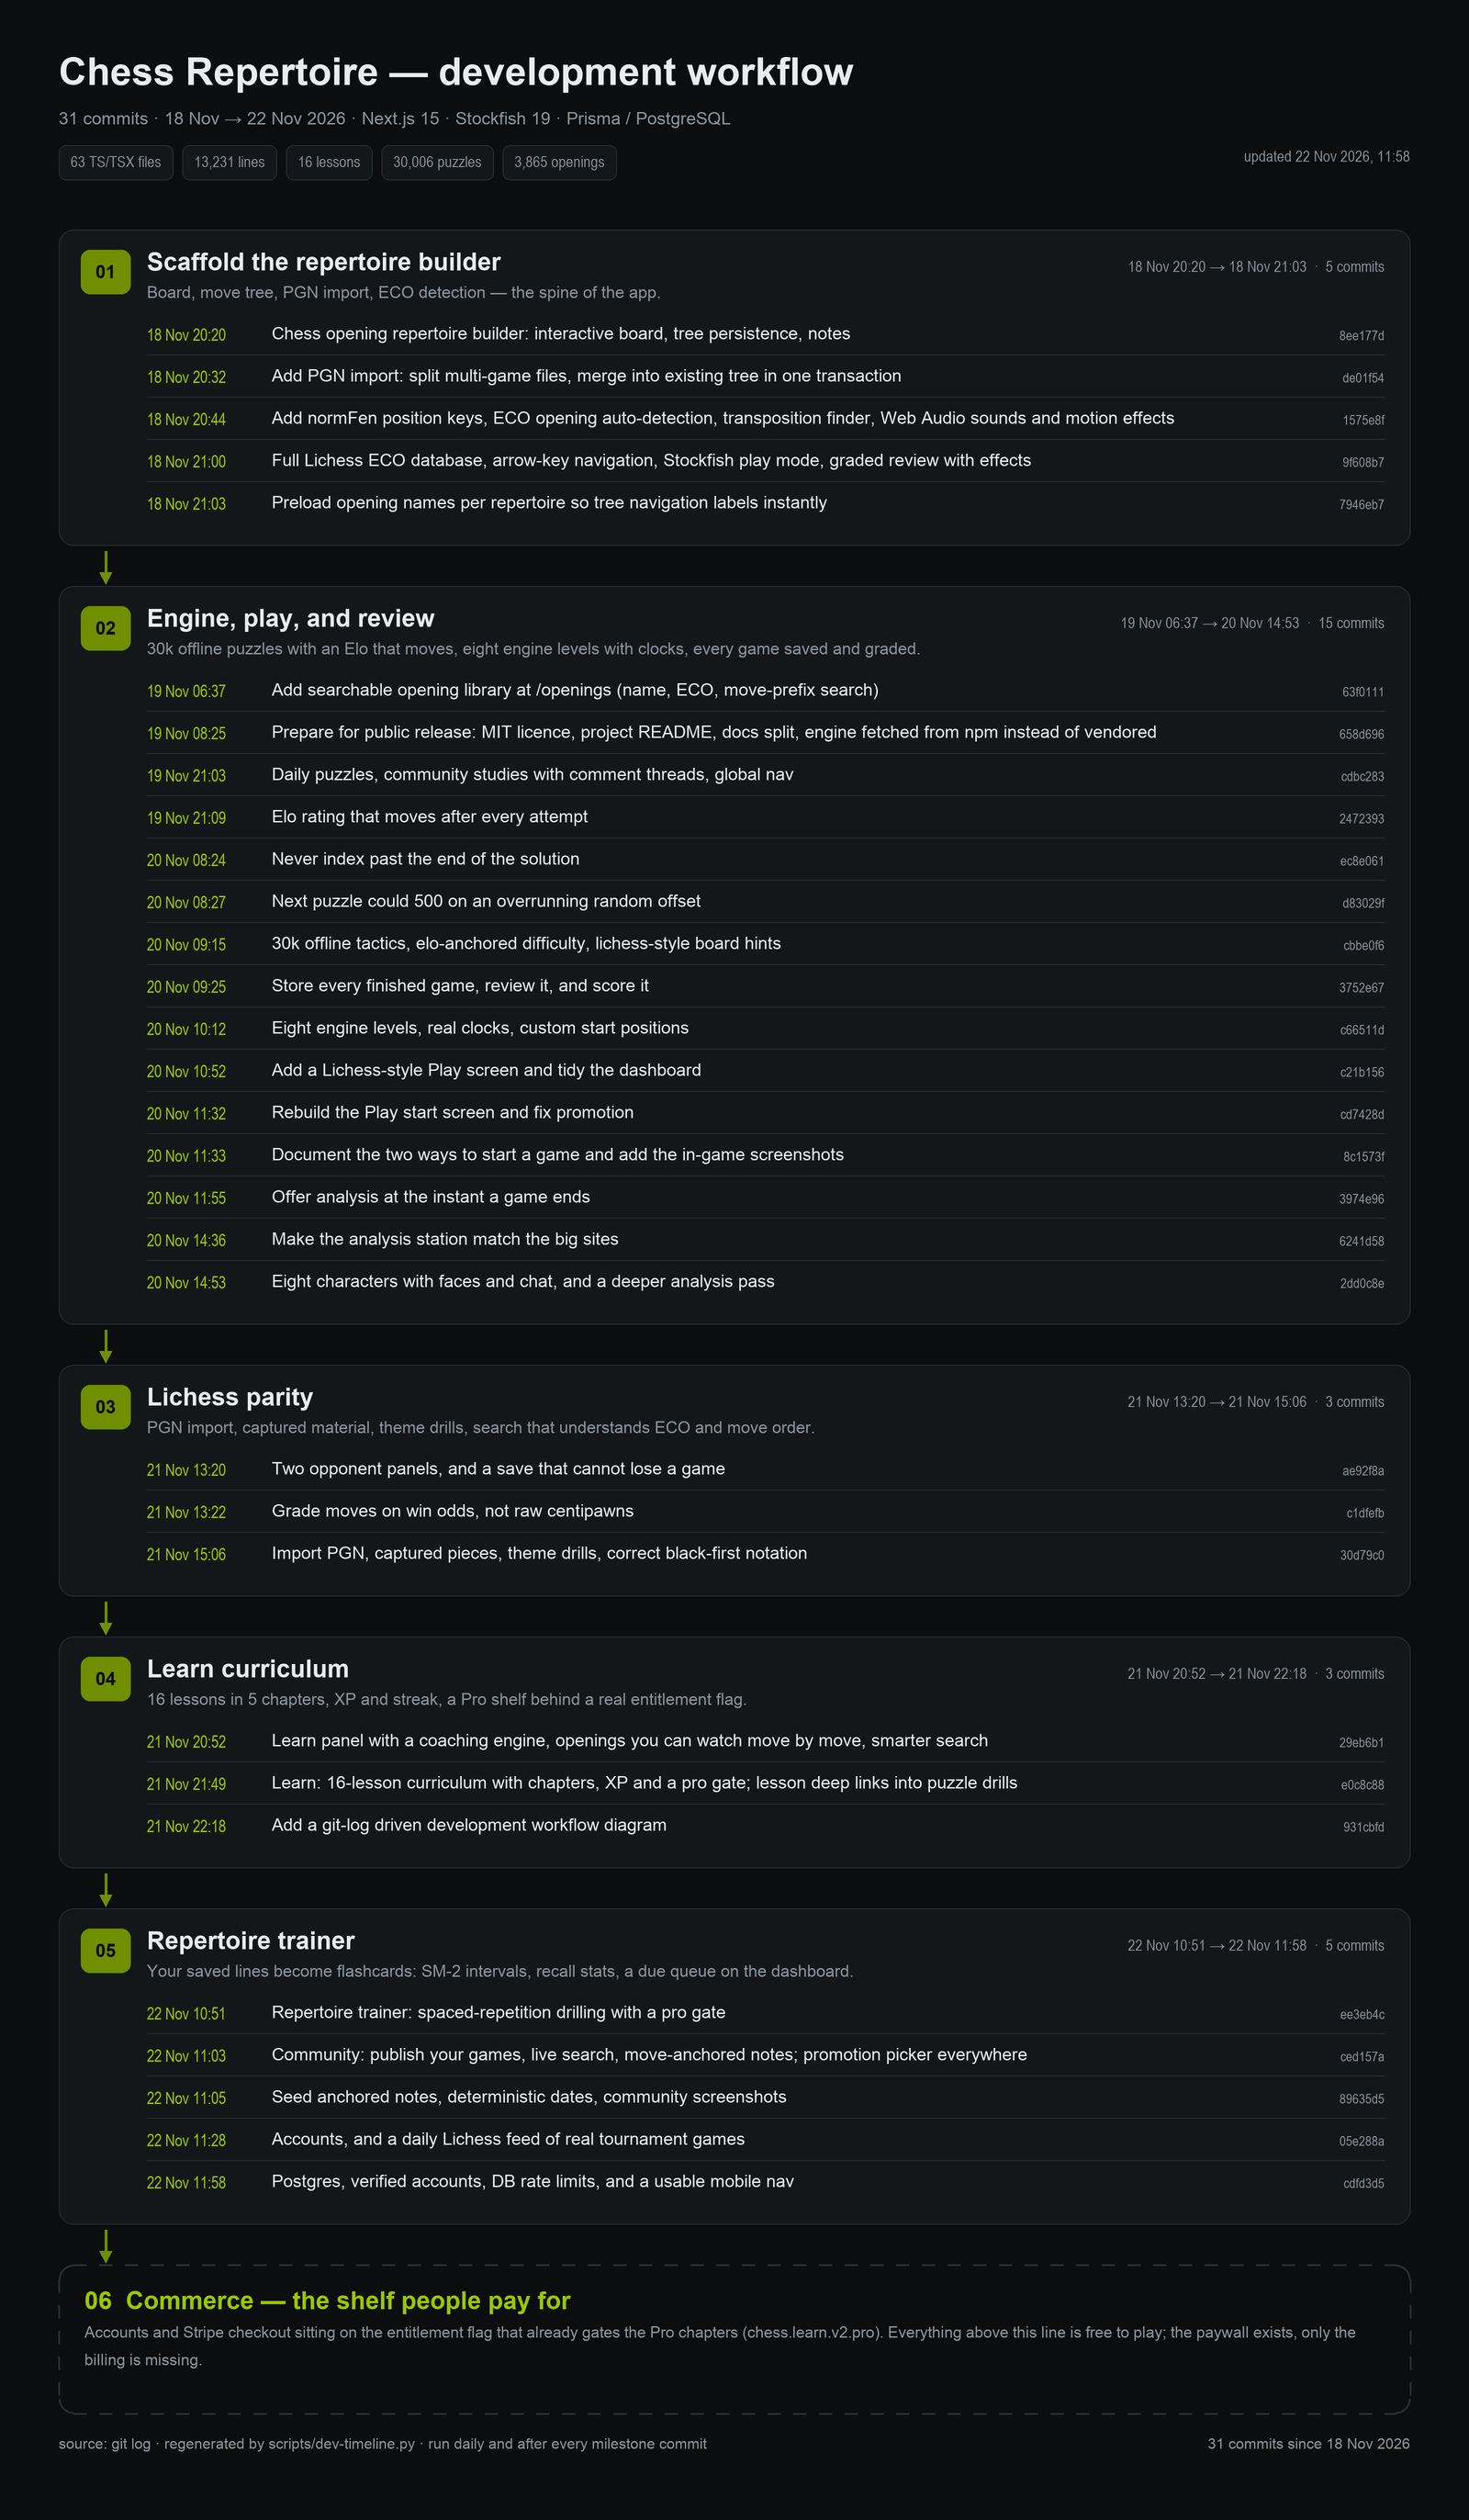 Chess Repertoire — development workflow
31 commits · 18 Nov → 22 Nov 2026 · Next.js 15 · Stockfish 19 · Prisma / PostgreSQL
63 TS/TSX files 13,231 lines 16 lessons 30,006 puzzles 3,865 openings updated 22 Nov 2026, 11:58
01 Scaffold the repertoire builder 18 Nov 20:20 → 18 Nov 21:03 · 5 commits
Board, move tree, PGN import, ECO detection — the spine of the app.
18 Nov 20:20 Chess opening repertoire builder: interactive board, tree persistence, notes 8ee177d
18 Nov 20:32 Add PGN import: split multi-game files, merge into existing tree in one transaction de01f54
18 Nov 20:44 Add normFen position keys, ECO opening auto-detection, transposition finder, Web Audio sounds and motion effects 1575e8f
18 Nov 21:00 Full Lichess ECO database, arrow-key navigation, Stockfish play mode, graded review with effects 9f608b7
18 Nov 21:03 Preload opening names per repertoire so tree navigation labels instantly 7946eb7
02 Engine, play, and review 19 Nov 06:37 → 20 Nov 14:53 · 15 commits
30k offline puzzles with an Elo that moves, eight engine levels with clocks, every game saved and graded.
19 Nov 06:37 Add searchable opening library at /openings (name, ECO, move-prefix search) 63f0111
19 Nov 08:25 Prepare for public release: MIT licence, project README, docs split, engine fetched from npm instead of vendored 658d696
19 Nov 21:03 Daily puzzles, community studies with comment threads, global nav cdbc283
19 Nov 21:09 Elo rating that moves after every attempt 2472393
20 Nov 08:24 Never index past the end of the solution ec8e061
20 Nov 08:27 Next puzzle could 500 on an overrunning random offset d83029f
20 Nov 09:15 30k offline tactics, elo-anchored difficulty, lichess-style board hints cbbe0f6
20 Nov 09:25 Store every finished game, review it, and score it 3752e67
20 Nov 10:12 Eight engine levels, real clocks, custom start positions c66511d
20 Nov 10:52 Add a Lichess-style Play screen and tidy the dashboard c21b156
20 Nov 11:32 Rebuild the Play start screen and fix promotion cd7428d
20 Nov 11:33 Document the two ways to start a game and add the in-game screenshots 8c1573f
20 Nov 11:55 Offer analysis at the instant a game ends 3974e96
20 Nov 14:36 Make the analysis station match the big sites 6241d58
20 Nov 14:53 Eight characters with faces and chat, and a deeper analysis pass 2dd0c8e
03 Lichess parity 21 Nov 13:20 → 21 Nov 15:06 · 3 commits
PGN import, captured material, theme drills, search that understands ECO and move order.
21 Nov 13:20 Two opponent panels, and a save that cannot lose a game ae92f8a
21 Nov 13:22 Grade moves on win odds, not raw centipawns c1dfefb
21 Nov 15:06 Import PGN, captured pieces, theme drills, correct black-first notation 30d79c0
04 Learn curriculum 21 Nov 20:52 → 21 Nov 22:18 · 3 commits
16 lessons in 5 chapters, XP and streak, a Pro shelf behind a real entitlement flag.
21 Nov 20:52 Learn panel with a coaching engine, openings you can watch move by move, smarter search 29eb6b1
21 Nov 21:49 Learn: 16-lesson curriculum with chapters, XP and a pro gate; lesson deep links into puzzle drills e0c8c88
21 Nov 22:18 Add a git-log driven development workflow diagram 931cbfd
05 Repertoire trainer 22 Nov 10:51 → 22 Nov 11:58 · 5 commits
Your saved lines become flashcards: SM-2 intervals, recall stats, a due queue on the dashboard.
22 Nov 10:51 Repertoire trainer: spaced-repetition drilling with a pro gate ee3eb4c
22 Nov 11:03 Community: publish your games, live search, move-anchored notes; promotion picker everywhere ced157a
22 Nov 11:05 Seed anchored notes, deterministic dates, community screenshots 89635d5
22 Nov 11:28 Accounts, and a daily Lichess feed of real tournament games 05e288a
22 Nov 11:58 Postgres, verified accounts, DB rate limits, and a usable mobile nav cdfd3d5
06 Commerce — the shelf people pay for
Accounts and Stripe checkout sitting on the entitlement flag that already gates the Pro chapters (chess.learn.v2.pro). Everything above this line is free to play; the paywall exists, only the
billing is missing.
source: git log · regenerated by scripts/dev-timeline.py · run daily and after every milestone commit 31 commits since 18 Nov 2026